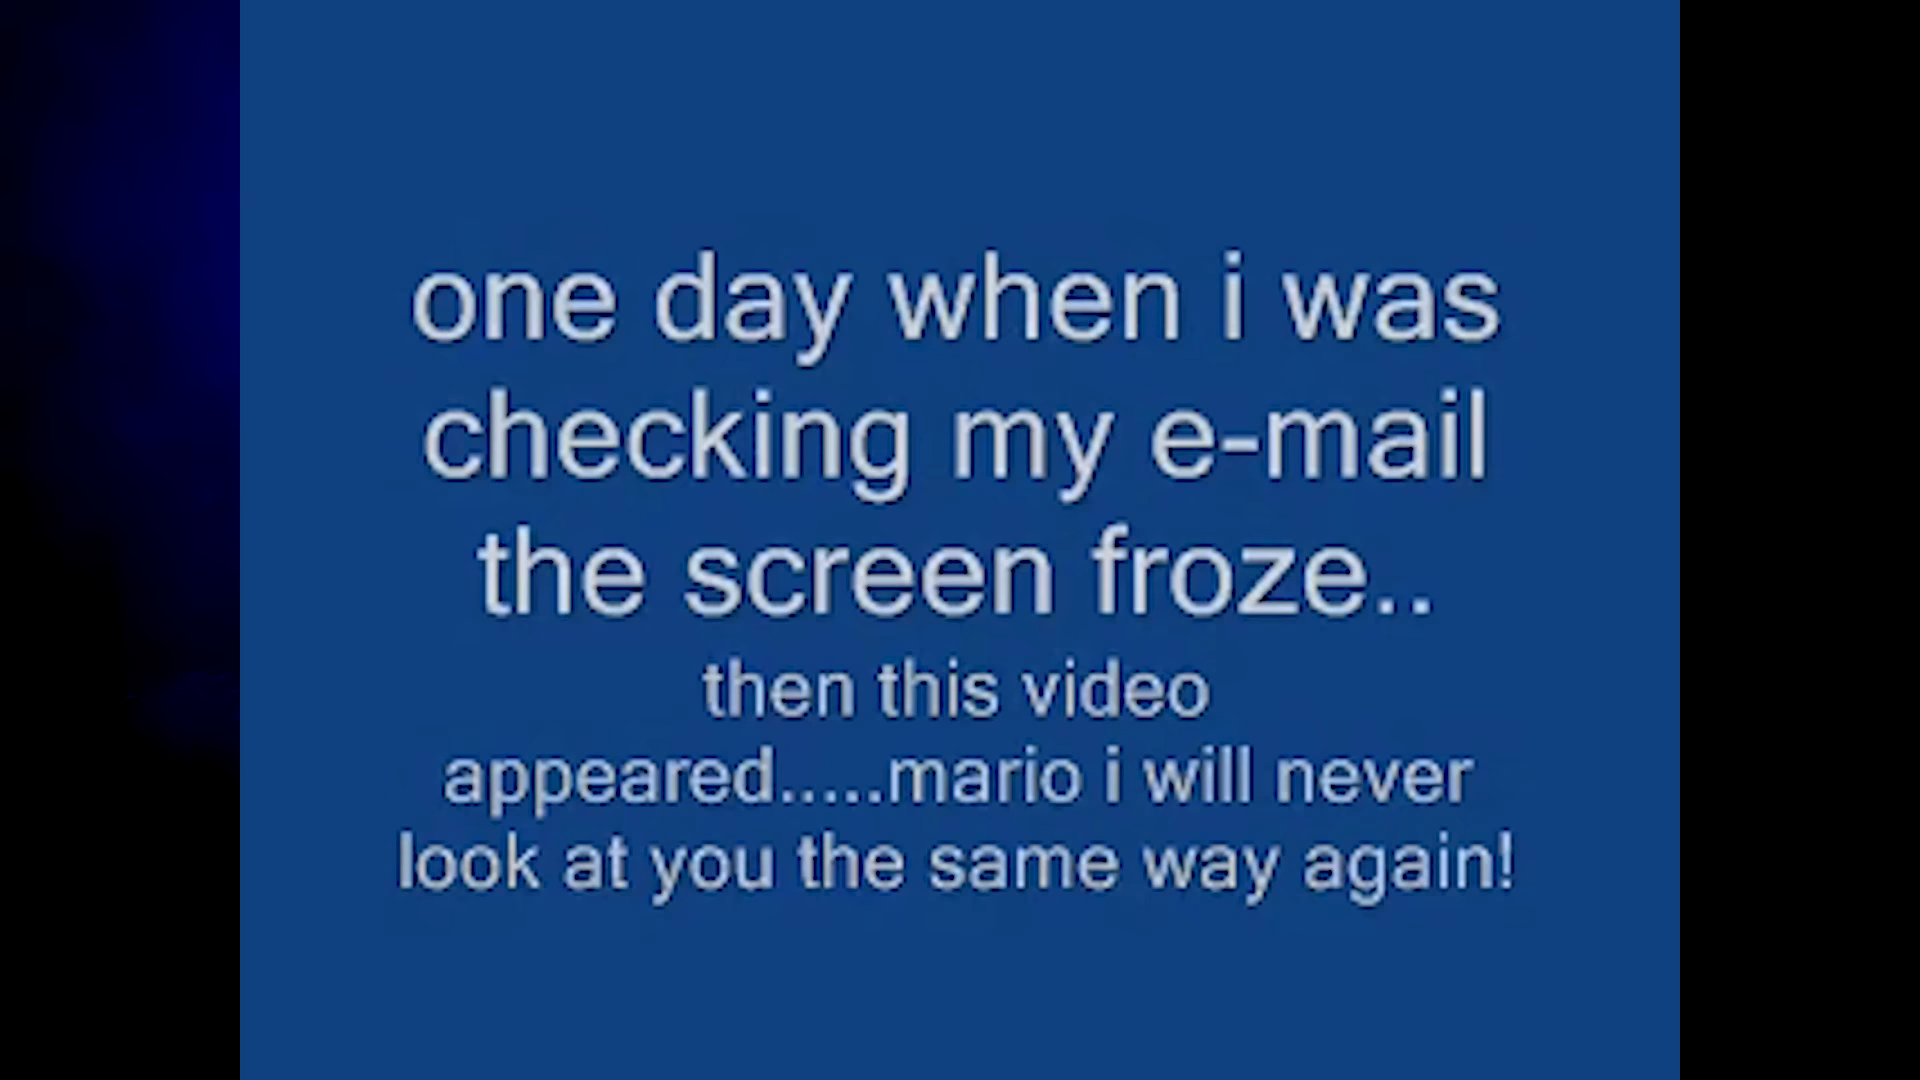 one day when i was
checking my e-mail
the screen froze..
then this video
appeared.....mario i will never
look at you the same way again!